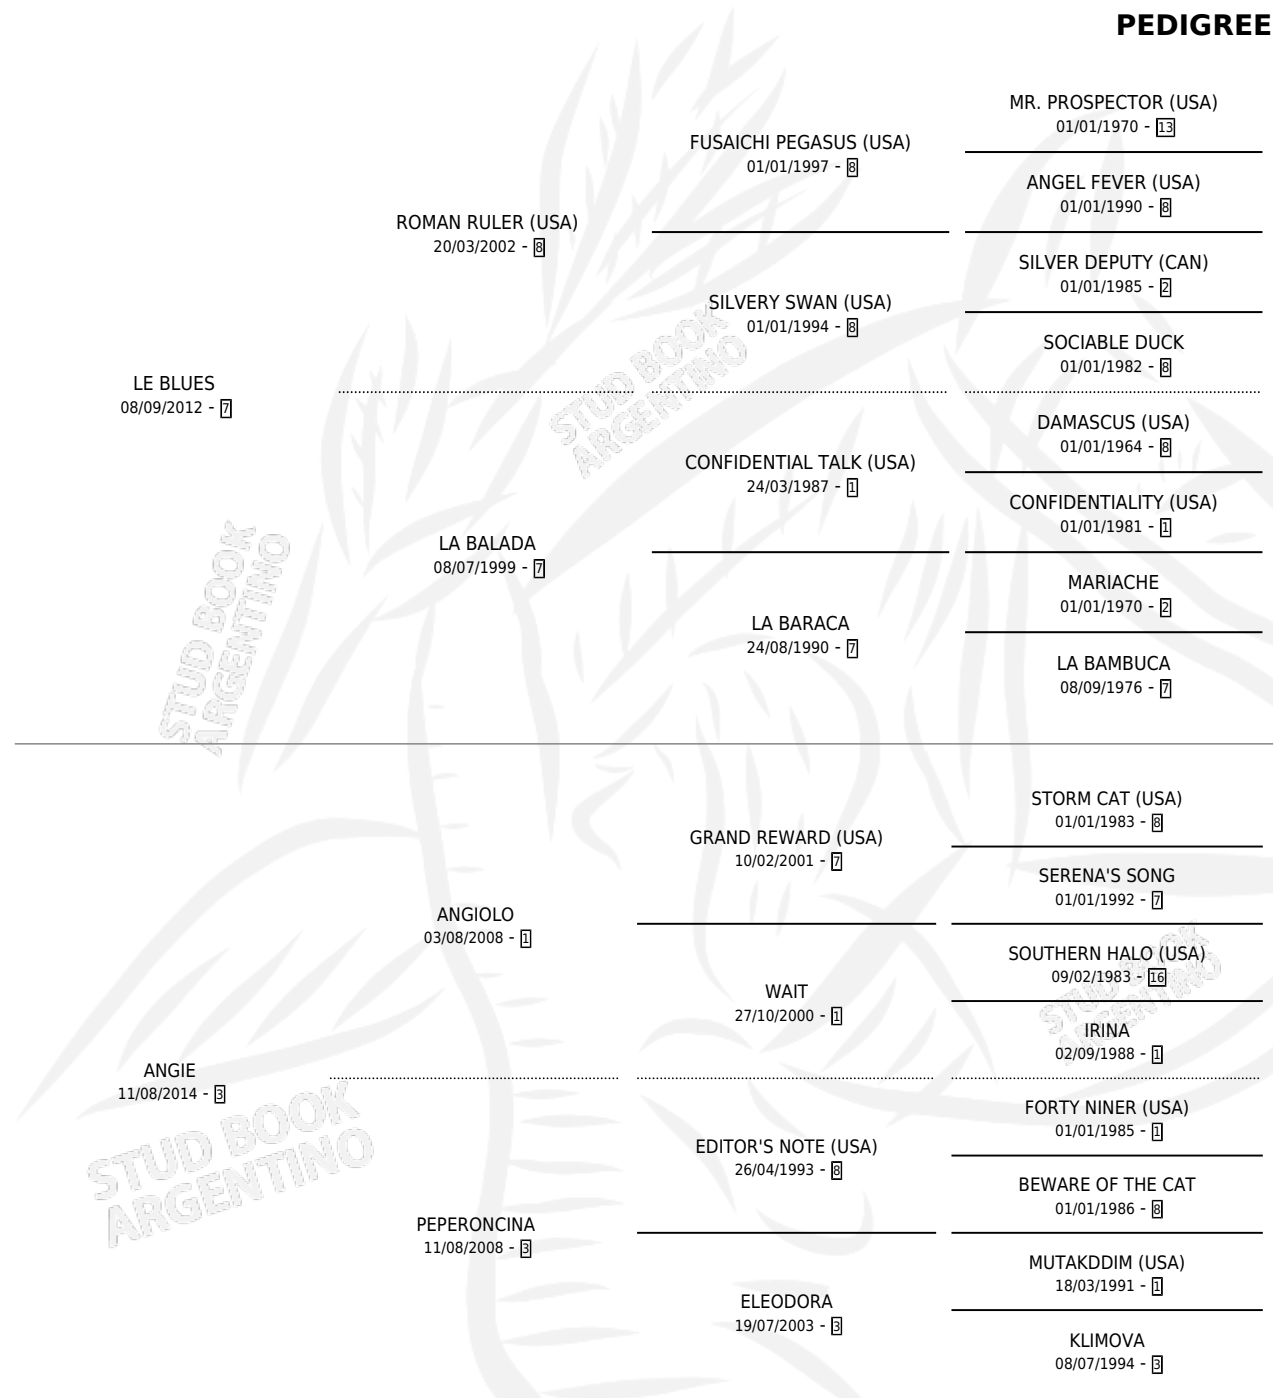 PEDIGREE
MR. PROSPECTOR (USA)
01/01/1970 - 13
FUSAICHI PEGASUS (USA)
01/01/1997 - 8
ANGEL FEVER (USA)
01/01/1990 - 8
ROMAN RULER (USA)
20/03/2002 - 8
SILVER DEPUTY (CAN)
01/01/1985 - 2
SILVERY SWAN (USA)
01/01/1994 - 8
SOCIABLE DUCK
01/01/1982 - 8
LE BLUES
08/09/2012 - 7
DAMASCUS (USA)
01/01/1964 - 8
CONFIDENTIAL TALK (USA)
24/03/1987 - 1
CONFIDENTIALITY (USA)
01/01/1981 - 1
LA BALADA
08/07/1999 - 7
MARIACHE
01/01/1970 - 2
LA BARACA
24/08/1990 - 7
LA BAMBUCA
08/09/1976 - 7
STUD BOOK
ARGENTINO
STUD BOOK
ARGENTINO
STORM CAT (USA)
01/01/1983 - 8
GRAND REWARD (USA)
10/02/2001 - 7
SERENA'S SONG
01/01/1992 - 7
ANGIOLO
03/08/2008 - 1
SOUTHERN HALO (USA)
09/02/1983 - 16
WAIT
27/10/2000 - 1
IRINA
02/09/1988 - 1
ANGIE
11/08/2014 - 3
FORTY NINER (USA)
01/01/1985 - 1
EDITOR'S NOTE (USA)
26/04/1993 - 8
BEWARE OF THE CAT
01/01/1986 - 8
PEPERONCINA
11/08/2008 - 3
MUTAKDDIM (USA)
18/03/1991 - 1
ELEODORA
19/07/2003 - 3
KLIMOVA
08/07/1994 - 3
STUD BOOK
ARGENTINO
STUD BOOK
ARGENTINO